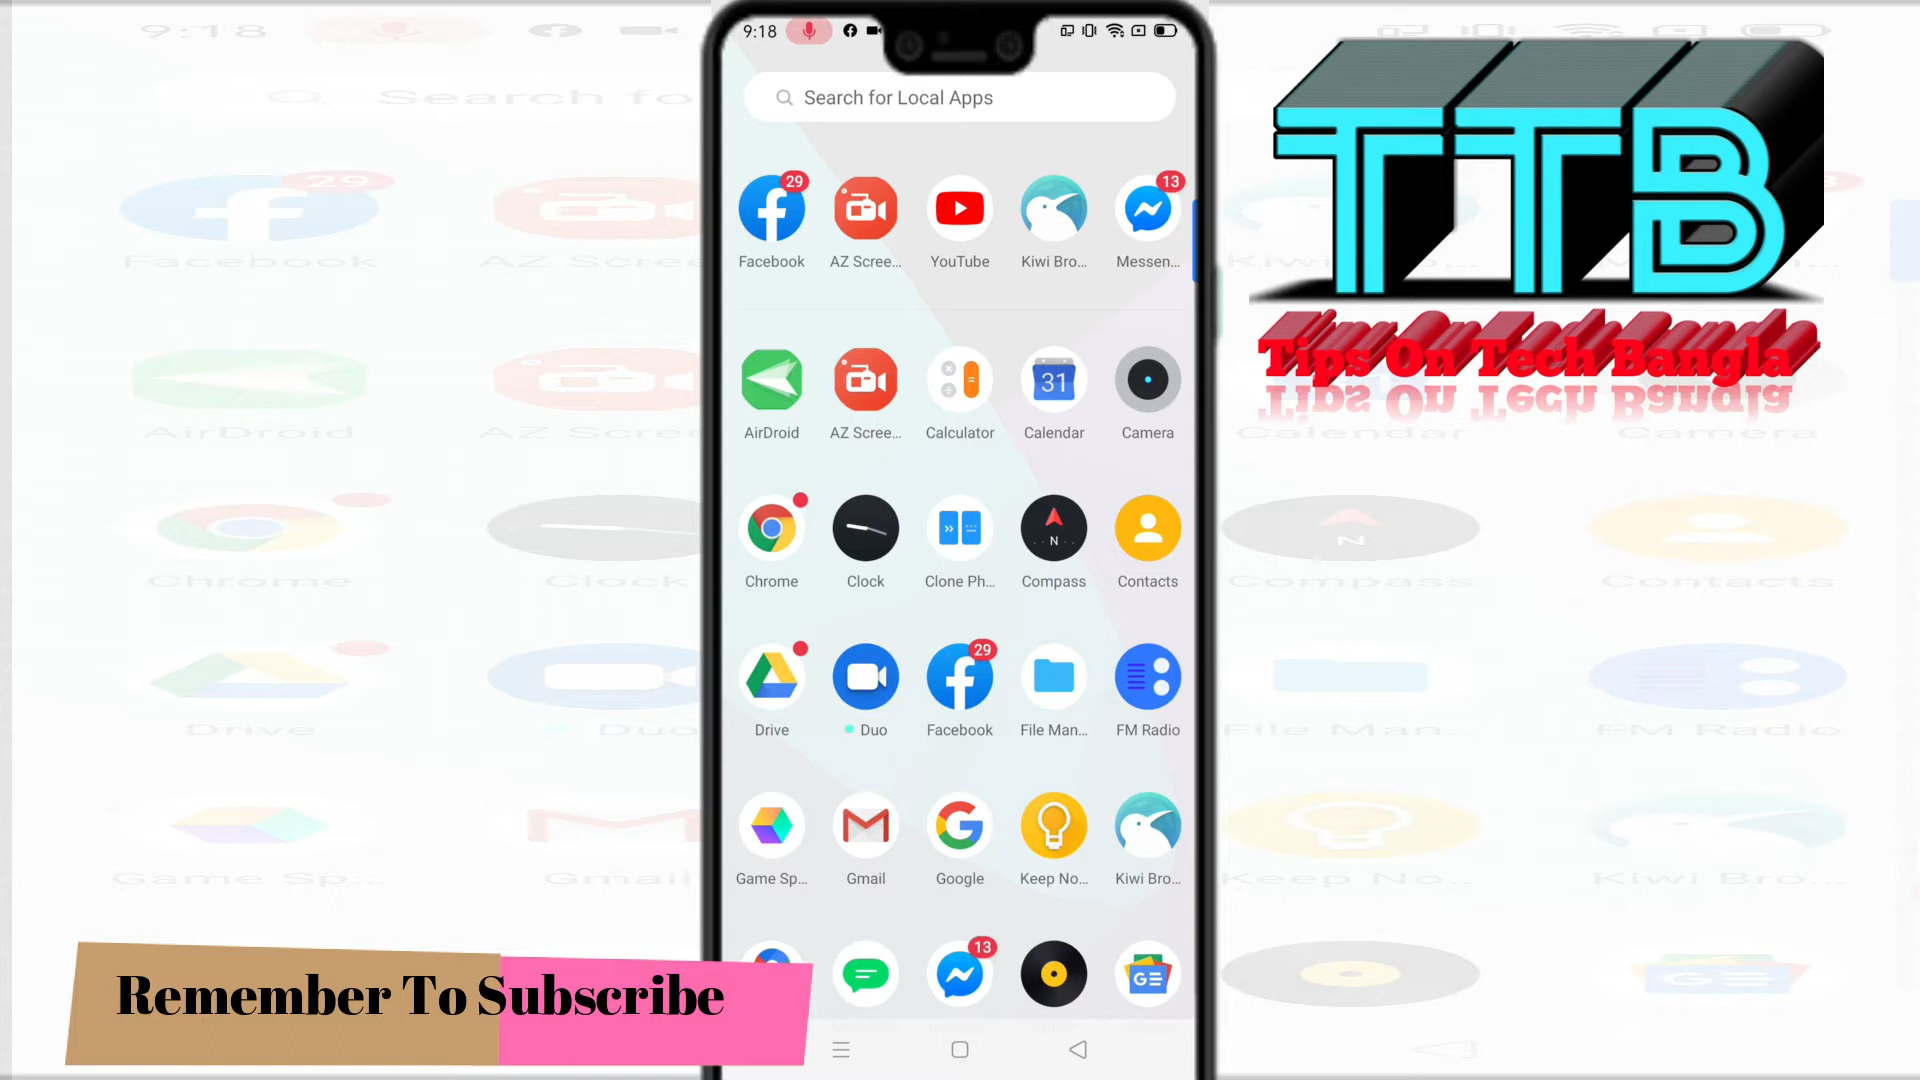 9:18
Search for Local Apps
29
13
Facebook
AZ Scree...
YouTube
Kiwi Bro...
Messen...
31
AirDroid
AZ Scree...
Calculator
Calendar
Camera
N
Chrome
Clock
Clone Ph...
Compass
Contacts
29
Drive
Duo
Facebook
File Man...
FM Radio
Game Sp...
Gmail
Google
Keep No...
Kiwi Bro...
13
GE
TTB
Tips On Tech Bangla
Remember To Subscribe